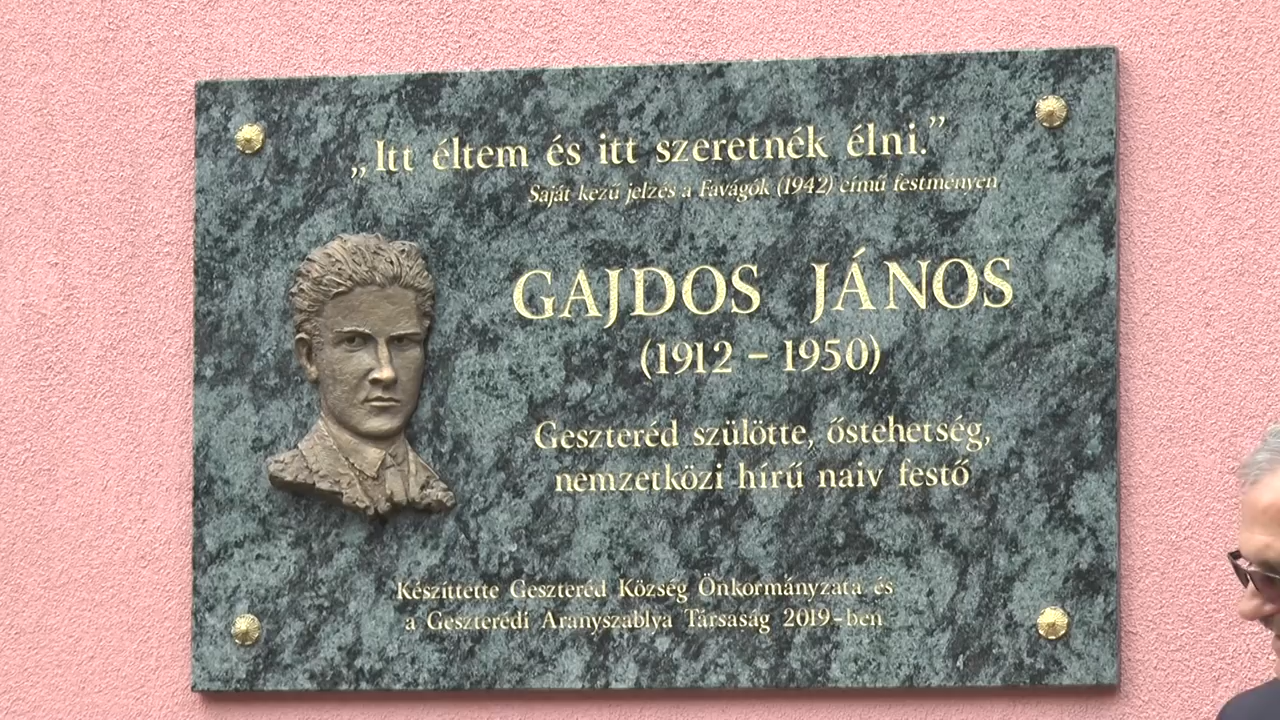 „Itt éltem és itt szeretnék élni.”
Saját kezű jelzés a Favágók (1942) című festményen
GAJDOS JÁNOS
(1912 – 1950)
Geszteréd szülötte, őstehetség,
nemzetközi hírű naiv festő
Készíttette Geszteréd Község Önkormányzata és
a Geszterédi Aranyszablya Társaság 2019-ben